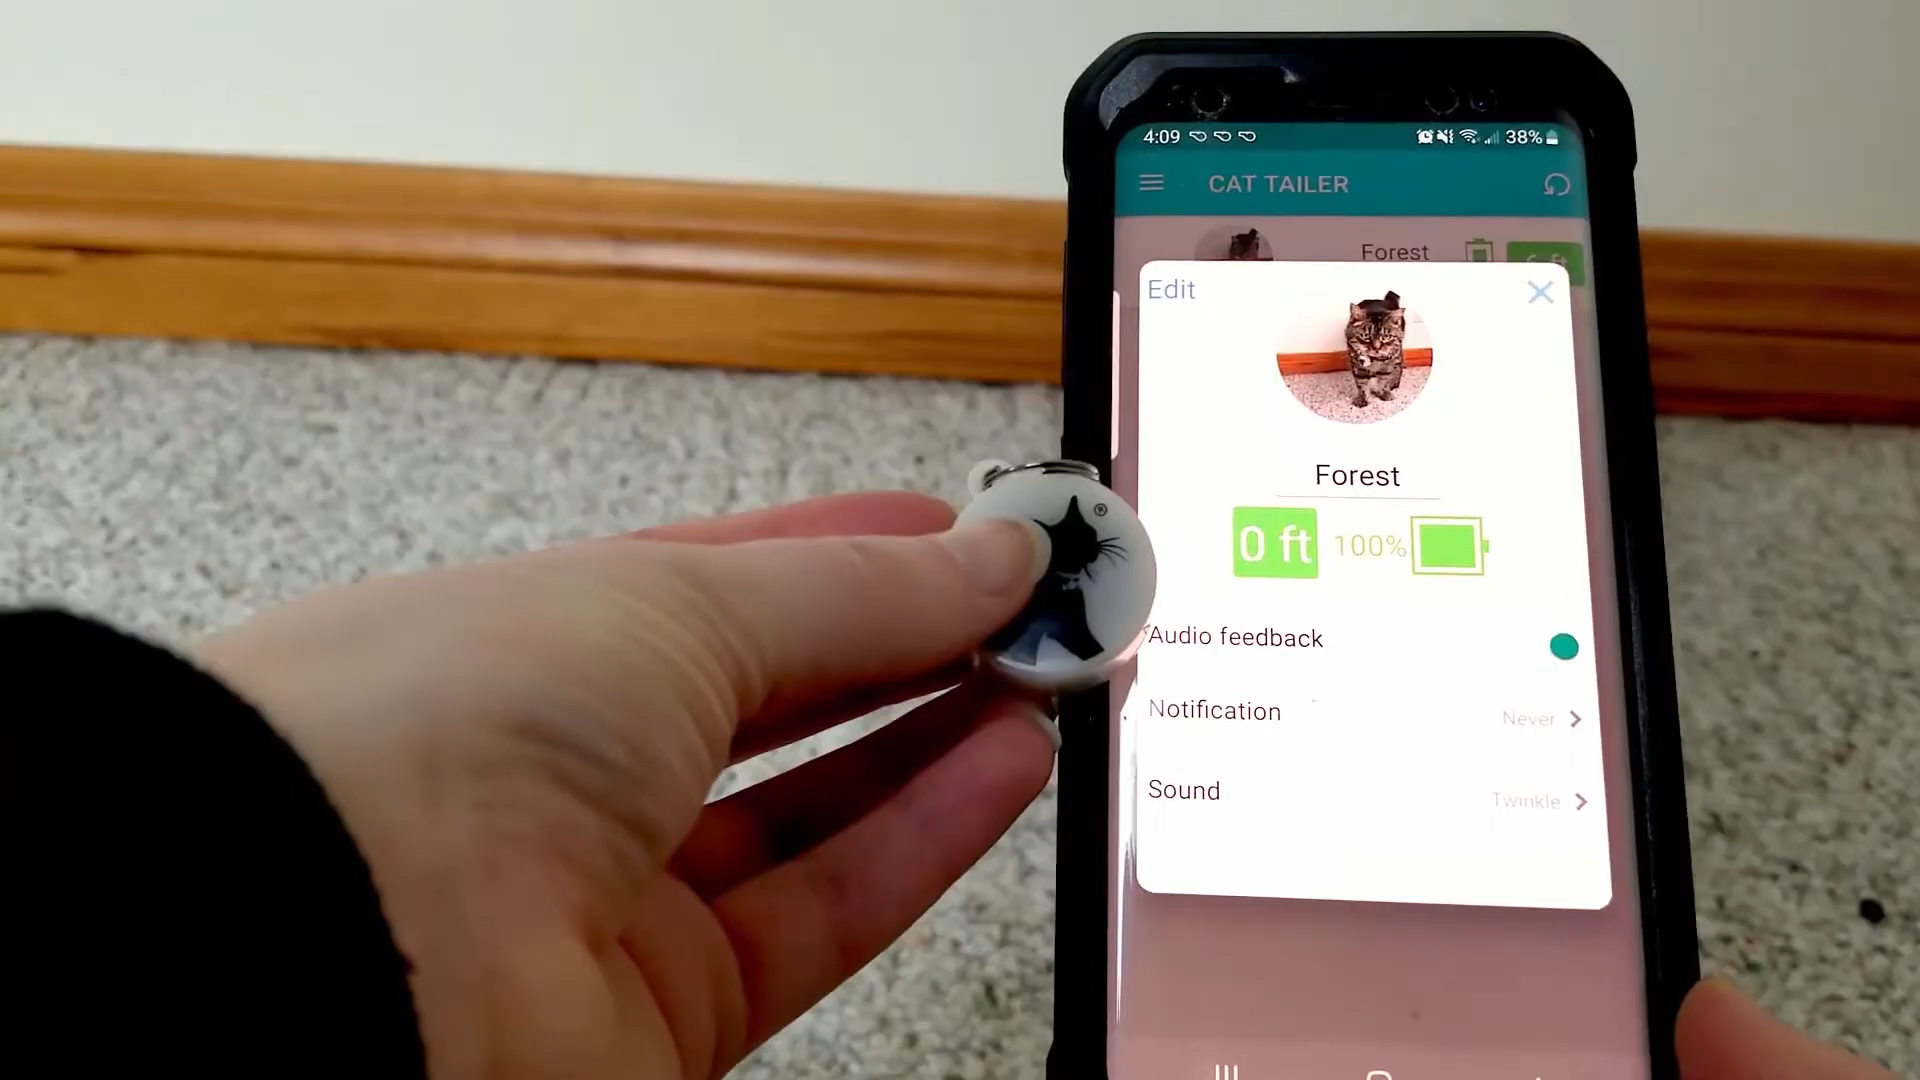 4:09 38%
CAT TAILER
Forest
Edit
Forest
0 ft 100%
Audio feedback
Notification Never
Sound Twinkle
®